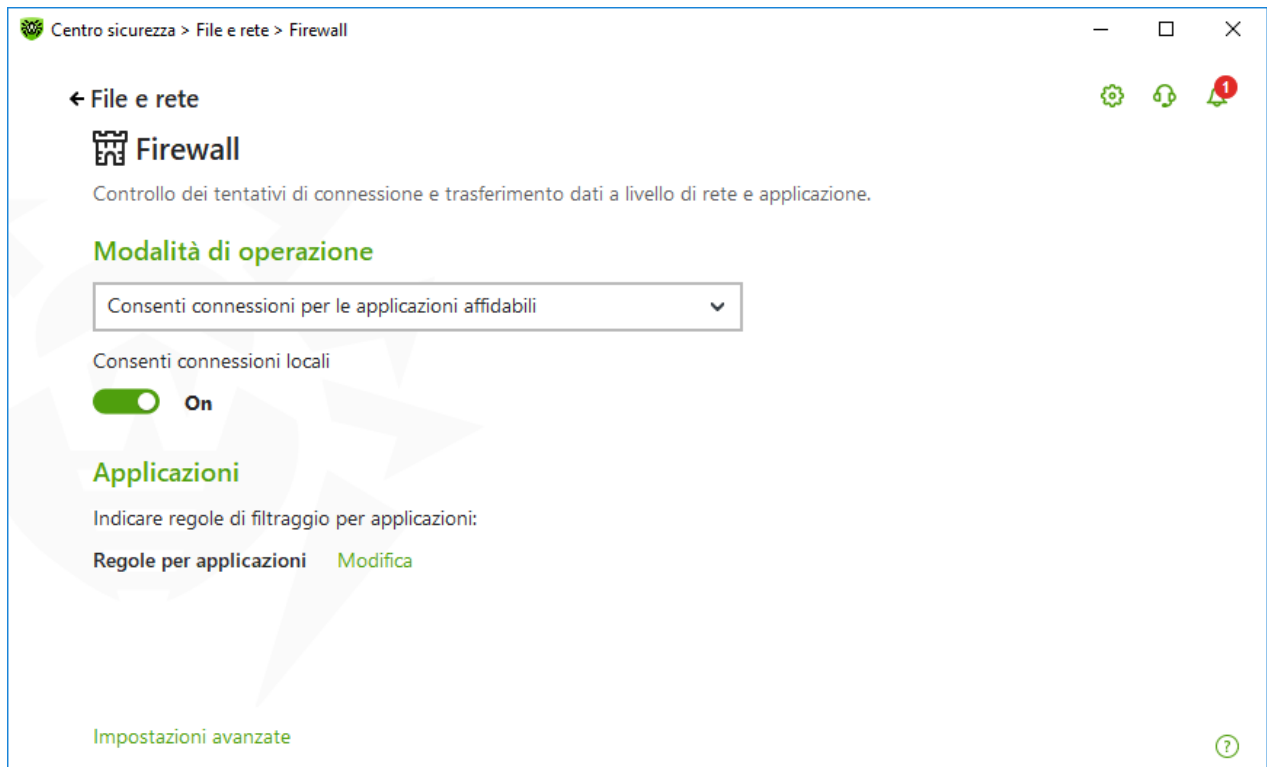 Centro sicurezza > File e rete > Firewall
File e rete
1
Firewall
Controllo dei tentativi di connessione e trasferimento dati a livello di rete e applicazione.
Modalità di operazione
Consenti connessioni per le applicazioni affidabili
Consenti connessioni locali
On
Applicazioni
Indicare regole di filtraggio per applicazioni:
Regole per applicazioni Modifica
Impostazioni avanzate
?